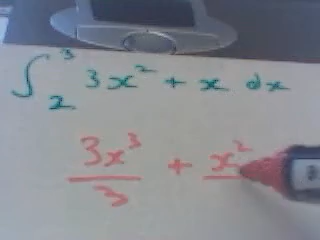 ∫₂³ 3x² + x dx
3x³/3 + x²/